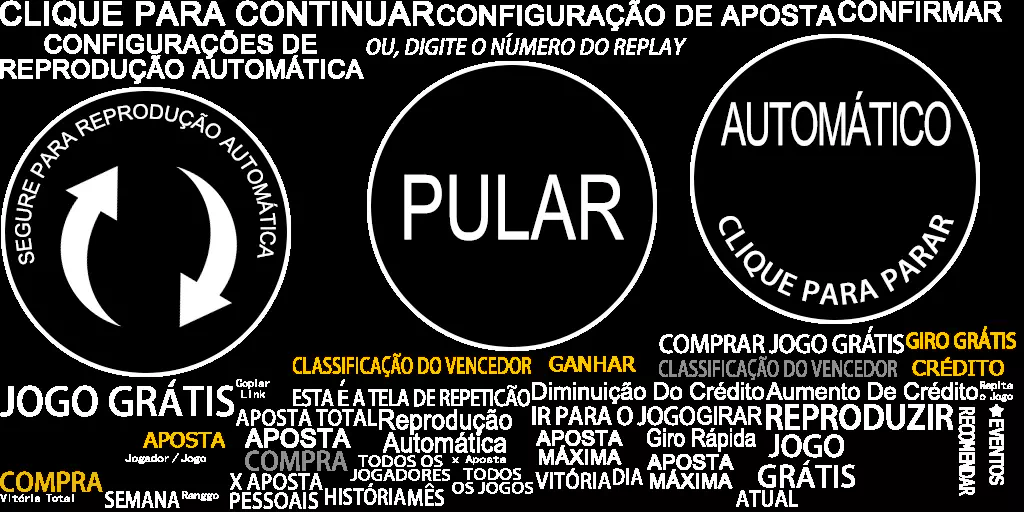 CLIQUE PARA CONTINUAR
CONFIGURAÇÃO DE APOSTA
CONFIRMAR
CONFIGURAÇÕES DE
REPRODUÇÃO AUTOMÁTICA
OU, DIGITE O NÚMERO DO REPLAY
SEGURE PARA REPRODUÇÃO AUTOMÁTICA
PULAR
AUTOMÁTICO
CLIQUE PARA PARAR
COMPRAR JOGO GRÁTIS
GIRO GRÁTIS
CLASSIFICAÇÃO DO VENCEDOR
GANHAR
CLASSIFICAÇÃO DO VENCEDOR
CRÉDITO
JOGO GRÁTIS
Copiar
Link
ESTA É A TELA DE REPETIÇÃO
Diminuição Do Crédito
Aumento De Crédito
Repita
o Jogo
APOSTA TOTAL
Reprodução
Automática
IR PARA O JOGO
GIRAR
REPRODUZIR
RECOMENDAR
★EVENTOS
APOSTA
Jogador / Jogo
APOSTA
COMPRA
TODOS OS
JOGADORES
x Aposta
TODOS
OS JOGOS
APOSTA
MÁXIMA
Giro Rápida
JOGO
GRÁTIS
APOSTA
MÁXIMA
COMPRA
Vitória Total
SEMANA
Ranggo
X APOSTA
PESSOAIS
HISTÓRIA
MÊS
VITÓRIA
DIA
ATUAL